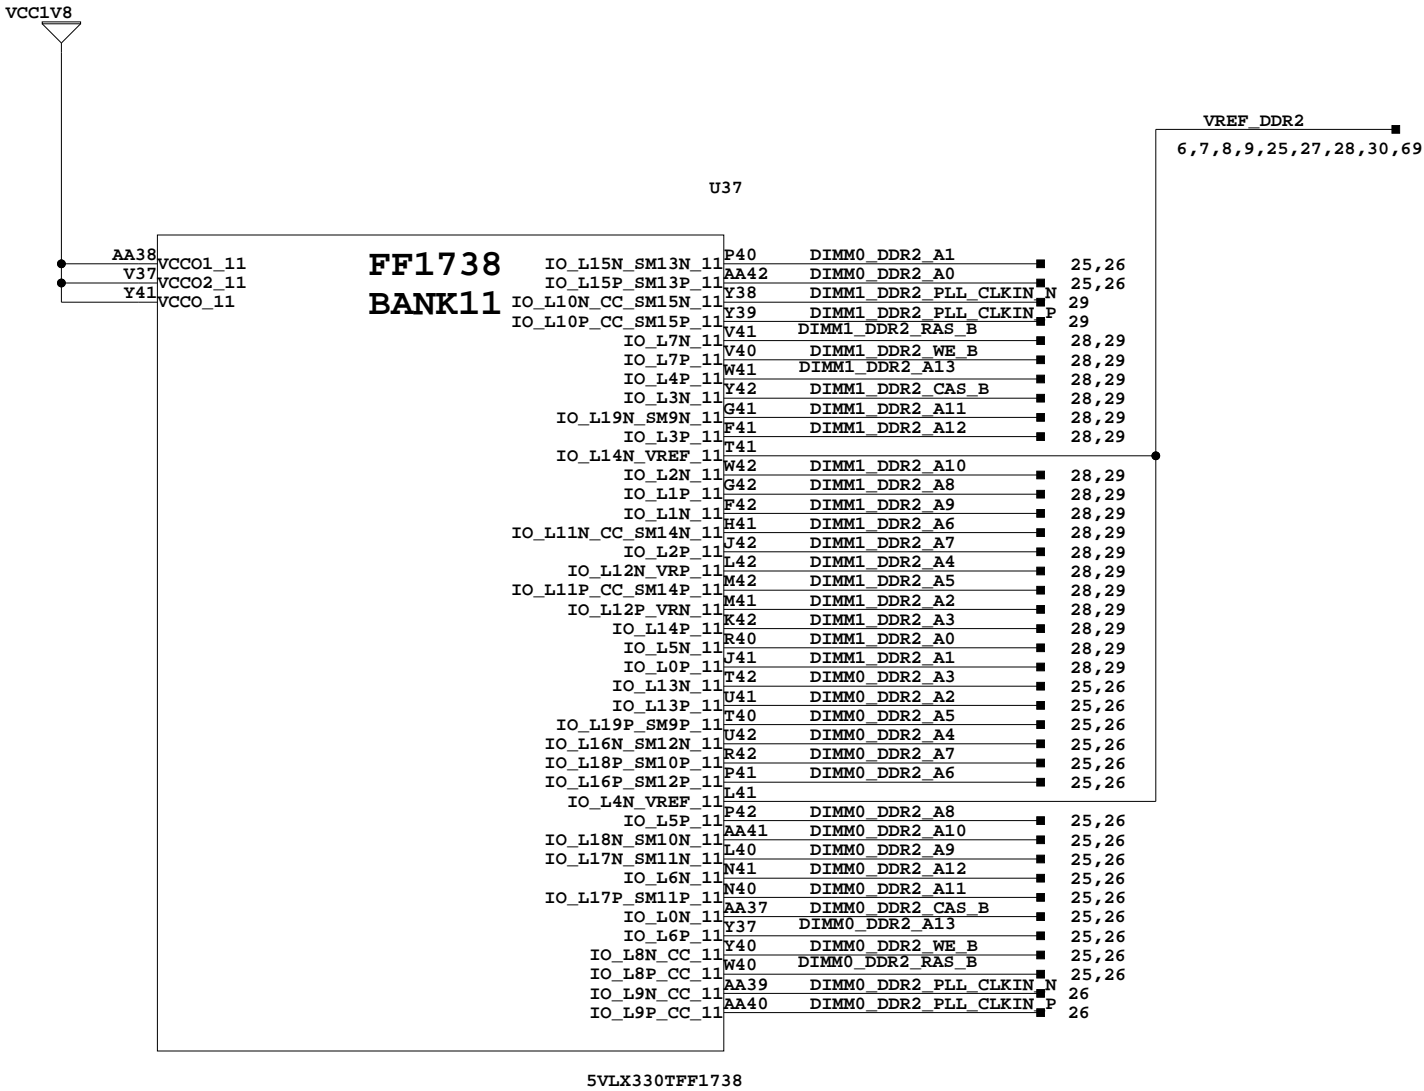 VCC1V8
VREF_DDR2
6,7,8,9,25,27,28,30,69
U37
FF1738
BANK11
AA38 VCCO1_11
V37 VCCO2_11
Y41 VCCO_11
IO_L15N_SM13N_11 P40 DIMM0_DDR2_A1 25,26
IO_L15P_SM13P_11 AA42 DIMM0_DDR2_A0 25,26
IO_L10N_CC_SM15N_11 Y38 DIMM1_DDR2_PLL_CLKIN_N 29
IO_L10P_CC_SM15P_11 Y39 DIMM1_DDR2_PLL_CLKIN_P 29
IO_L7N_11 V41 DIMM1_DDR2_RAS_B 28,29
IO_L7P_11 V40 DIMM1_DDR2_WE_B 28,29
IO_L4P_11 W41 DIMM1_DDR2_A13 28,29
IO_L3N_11 Y42 DIMM1_DDR2_CAS_B 28,29
IO_L19N_SM9N_11 G41 DIMM1_DDR2_A11 28,29
IO_L3P_11 F41 DIMM1_DDR2_A12 28,29
IO_L14N_VREF_11 T41
IO_L2N_11 W42 DIMM1_DDR2_A10 28,29
IO_L1P_11 G42 DIMM1_DDR2_A8 28,29
IO_L1N_11 F42 DIMM1_DDR2_A9 28,29
IO_L11N_CC_SM14N_11 H41 DIMM1_DDR2_A6 28,29
IO_L2P_11 J42 DIMM1_DDR2_A7 28,29
IO_L12N_VRP_11 L42 DIMM1_DDR2_A4 28,29
IO_L11P_CC_SM14P_11 M42 DIMM1_DDR2_A5 28,29
IO_L12P_VRN_11 M41 DIMM1_DDR2_A2 28,29
IO_L14P_11 K42 DIMM1_DDR2_A3 28,29
IO_L5N_11 R40 DIMM1_DDR2_A0 28,29
IO_L0P_11 J41 DIMM1_DDR2_A1 28,29
IO_L13N_11 T42 DIMM0_DDR2_A3 25,26
IO_L13P_11 U41 DIMM0_DDR2_A2 25,26
IO_L19P_SM9P_11 T40 DIMM0_DDR2_A5 25,26
IO_L16N_SM12N_11 U42 DIMM0_DDR2_A4 25,26
IO_L18P_SM10P_11 R42 DIMM0_DDR2_A7 25,26
IO_L16P_SM12P_11 P41 DIMM0_DDR2_A6 25,26
IO_L4N_VREF_11 L41
IO_L5P_11 P42 DIMM0_DDR2_A8 25,26
IO_L18N_SM10N_11 AA41 DIMM0_DDR2_A10 25,26
IO_L17N_SM11N_11 L40 DIMM0_DDR2_A9 25,26
IO_L6N_11 N41 DIMM0_DDR2_A12 25,26
IO_L17P_SM11P_11 N40 DIMM0_DDR2_A11 25,26
IO_L0N_11 AA37 DIMM0_DDR2_CAS_B 25,26
IO_L6P_11 Y37 DIMM0_DDR2_A13 25,26
IO_L8N_CC_11 Y40 DIMM0_DDR2_WE_B 25,26
IO_L8P_CC_11 W40 DIMM0_DDR2_RAS_B 25,26
IO_L9N_CC_11 AA39 DIMM0_DDR2_PLL_CLKIN_N 26
IO_L9P_CC_11 AA40 DIMM0_DDR2_PLL_CLKIN_P 26
5VLX330TFF1738